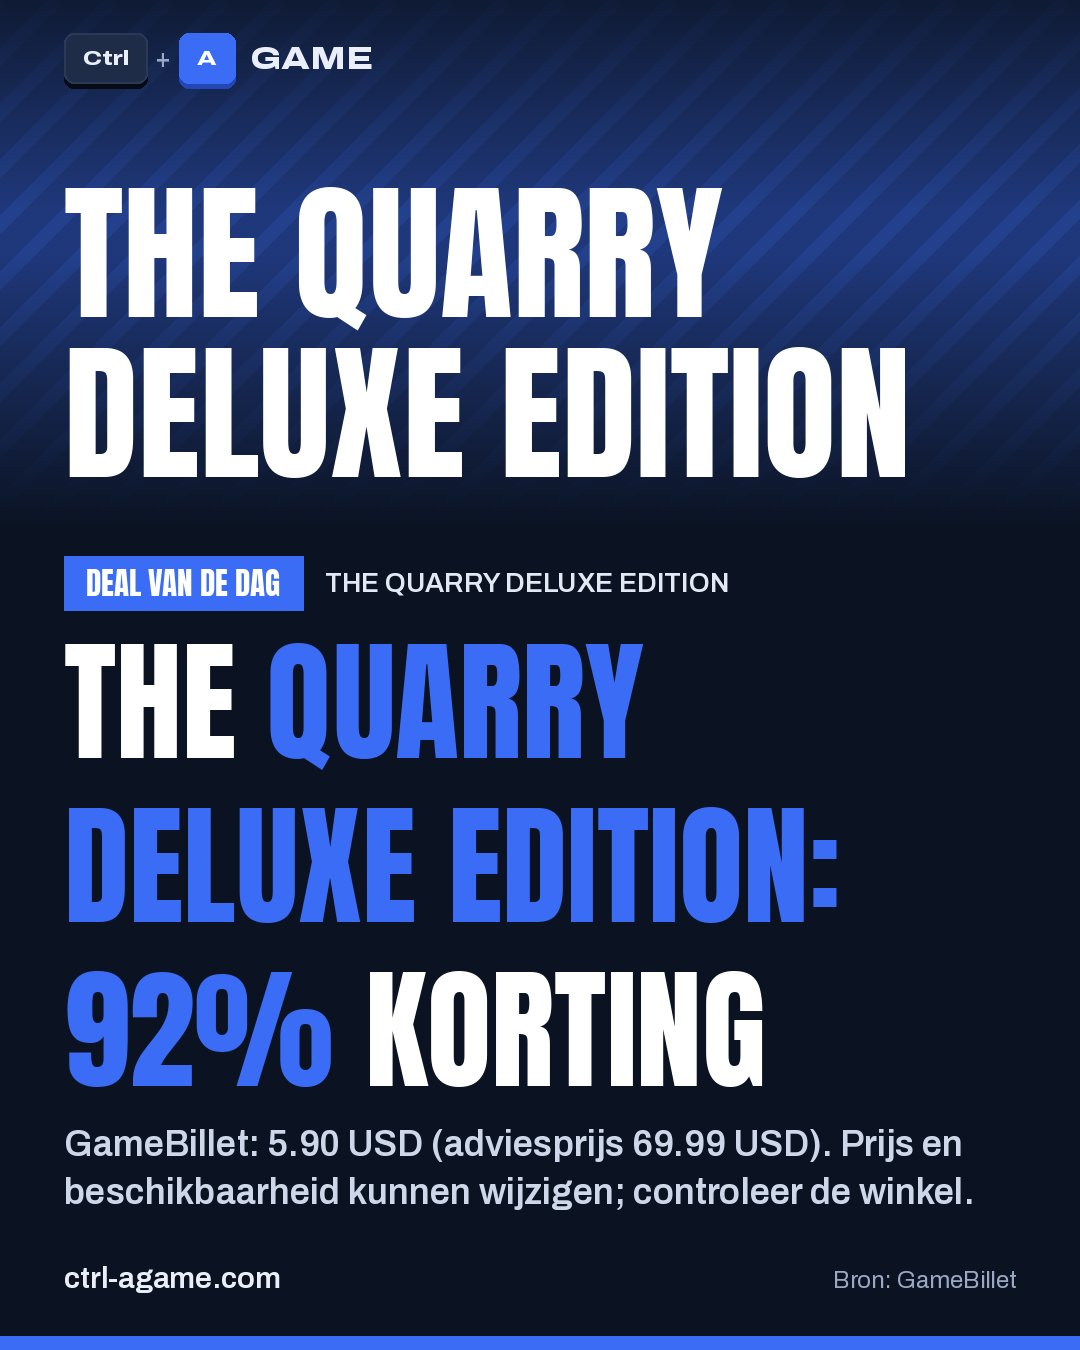 Ctrl + A GAME
THE QUARRY
DELUXE EDITION
DEAL VAN DE DAG THE QUARRY DELUXE EDITION
THE QUARRY
DELUXE EDITION:
92% KORTING
GameBillet: 5.90 USD (adviesprijs 69.99 USD). Prijs en
beschikbaarheid kunnen wijzigen; controleer de winkel.
ctrl-agame.com Bron: GameBillet